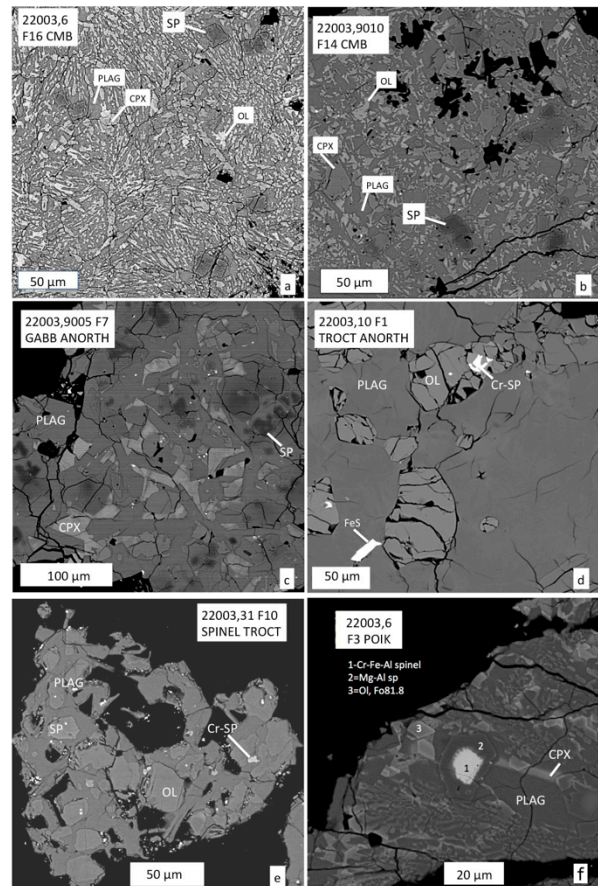 22003,6
F16 CMB
SP
PLAG
CPX
OL
50 µm
a
22003,9010
F14 CMB
OL
CPX
PLAG
SP
50 µm
b
22003,9005 F7
GABB ANORTH
PLAG
SP
CPX
100 µm
c
22003,10 F1
TROCT ANORTH
PLAG
OL
Cr-SP
FeS
50 µm
d
22003,31 F10
SPINEL TROCT
PLAG
SP
Cr-SP
OL
50 µm
e
22003,6
F3 POIK
1-Cr-Fe-Al spinel
2=Mg-Al sp
3=Ol, Fo81.8
3
2
1
CPX
PLAG
20 µm
f